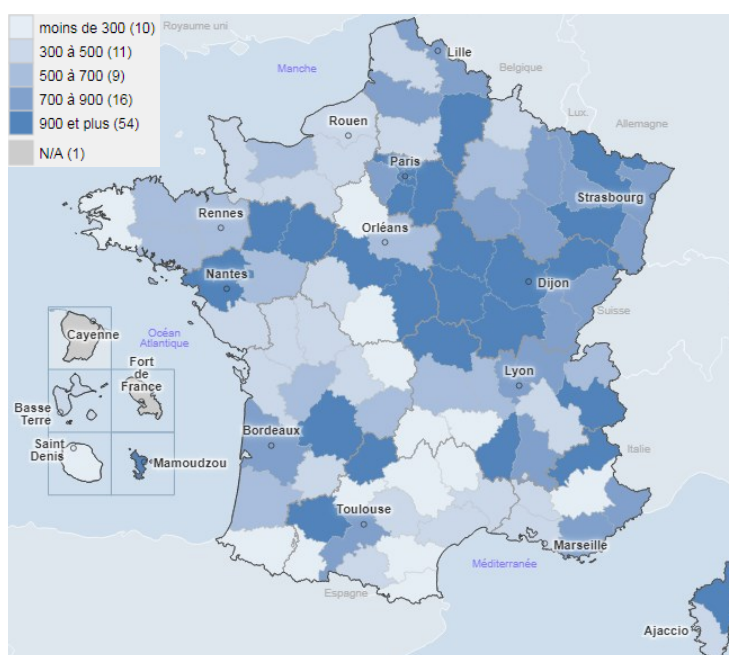 moins de 300 (10)
300 à 500 (11)
500 à 700 (9)
700 à 900 (16)
900 et plus (54)
N/A (1)
Royaume uni
Manche
Lille
Belgique
Lux.
Allemagne
Rouen
Paris
Strasbourg
Rennes
Orléans
Nantes
Dijon
Suisse
Océan
Atlantique
Cayenne
Fort
de
France
Basse
Terre
Saint
Denis
Mamoudzou
Lyon
Bordeaux
Italie
Toulouse
Marseille
Méditerranée
Espagne
Ajaccio